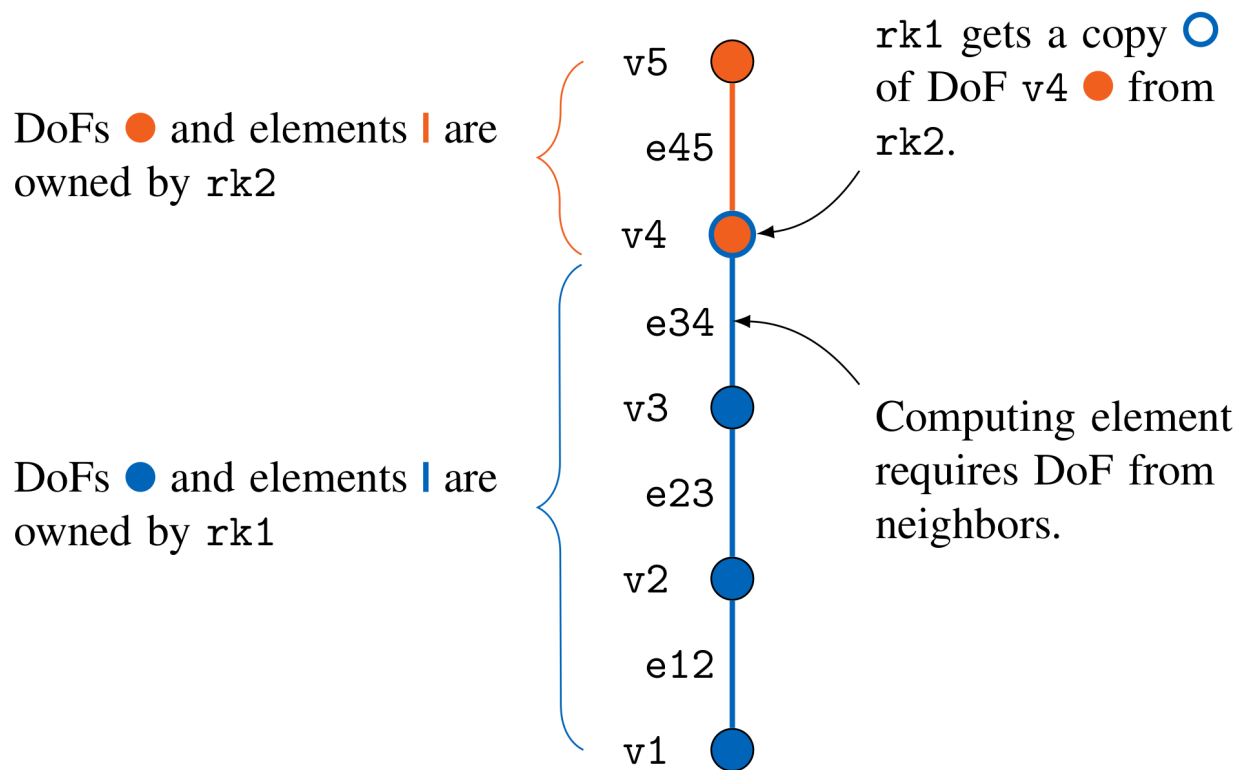 DoFs and elements are
owned by rk2
DoFs and elements are
owned by rk1
v5
e45
v4
e34
v3
e23
v2
e12
v1
rk1 gets a copy
of DoF v4 from
rk2.
Computing element
requires DoF from
neighbors.